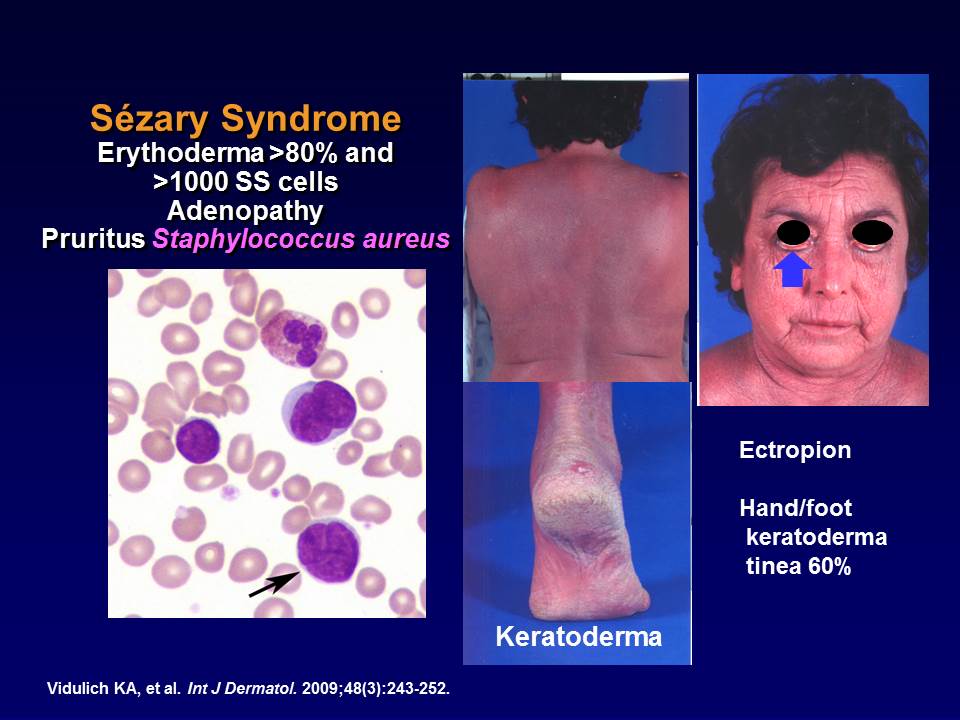 Sézary Syndrome
Erythoderma >80% and
>1000 SS cells
Adenopathy
Pruritus Staphylococcus aureus
Ectropion
Hand/foot
keratoderma
tinea 60%
Keratoderma
Vidulich KA, et al. Int J Dermatol. 2009;48(3):243-252.